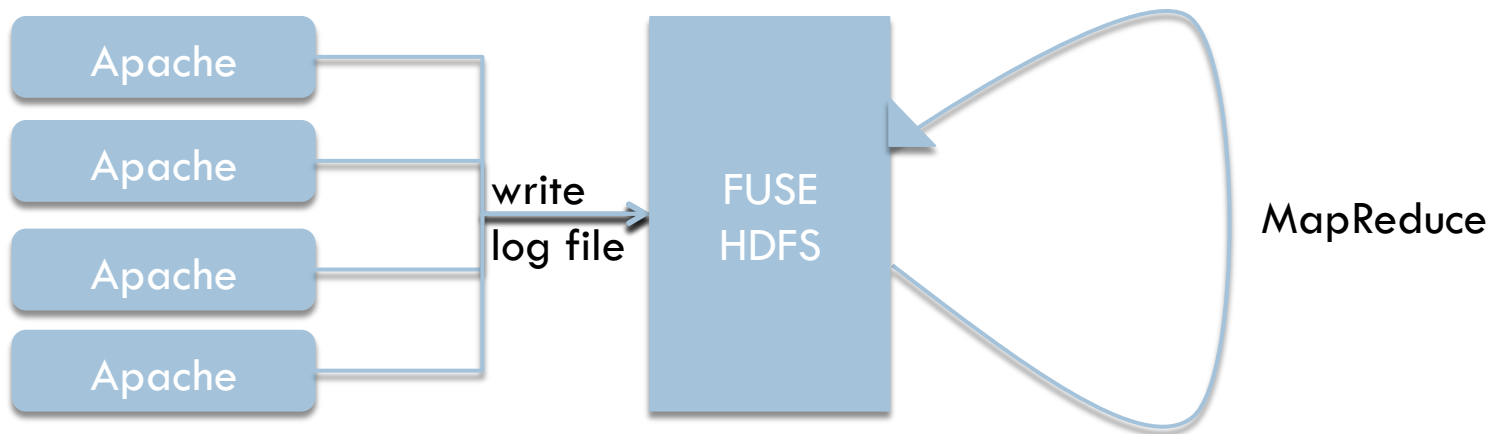 Apache
Apache
Apache
Apache
write
log file
FUSE
HDFS
MapReduce